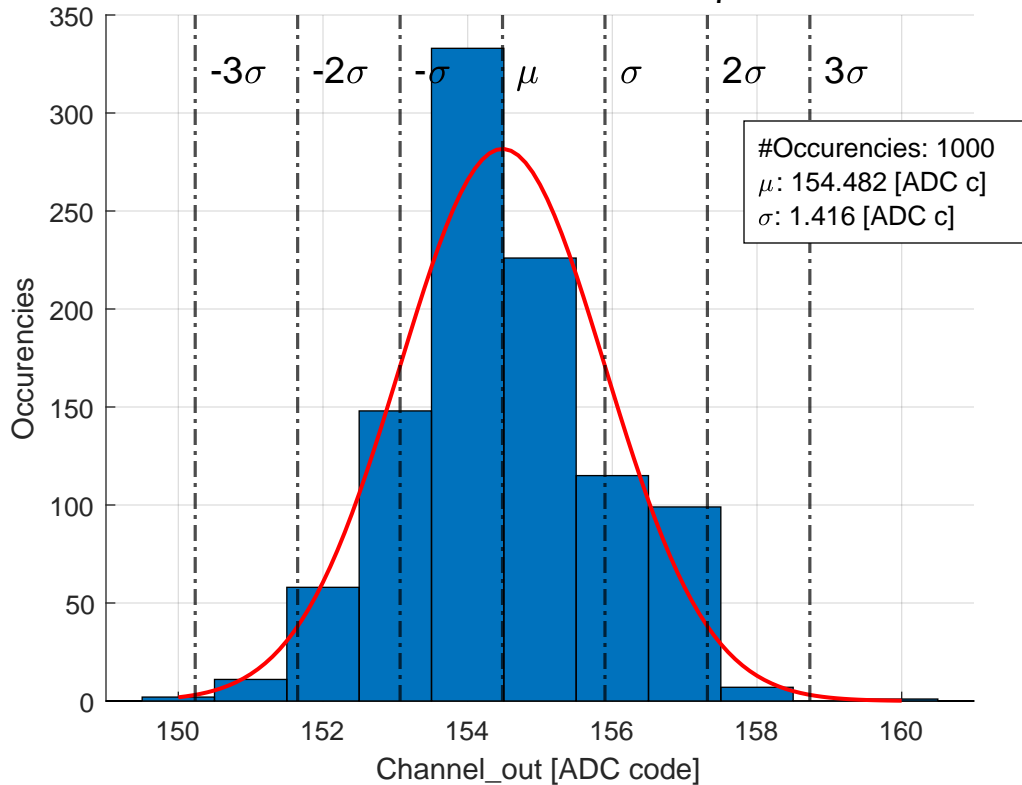 350
300
250
200
150
100
50
0
Occurencies
-3σ
-2σ
-σ
μ
σ
2σ
3σ
#Occurencies: 1000
μ: 154.482 [ADC c]
σ: 1.416 [ADC c]
150
152
154
156
158
160
Channel_out [ADC code]